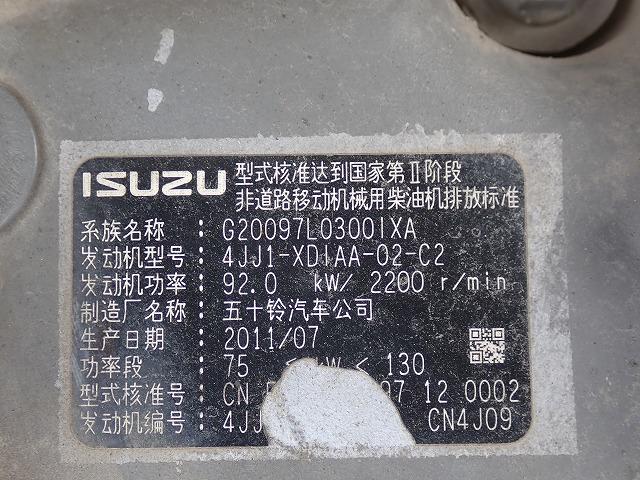 ISUZU 型式核准达到国家第Ⅱ阶段
非道路移动机械用柴油机排放标准
系族名称 : G20097L0300IXA
发动机型号: 4JJ1-XDIAA-02-C2
发动机功率: 92.0 kW/ 2200 r/min
制造厂名称: 五十铃汽车公司
生产日期 : 2011/07
功率段 : 75 < kW < 130
型式核准号: CN 12 0002
发动机编号: 4JJ CN4J09